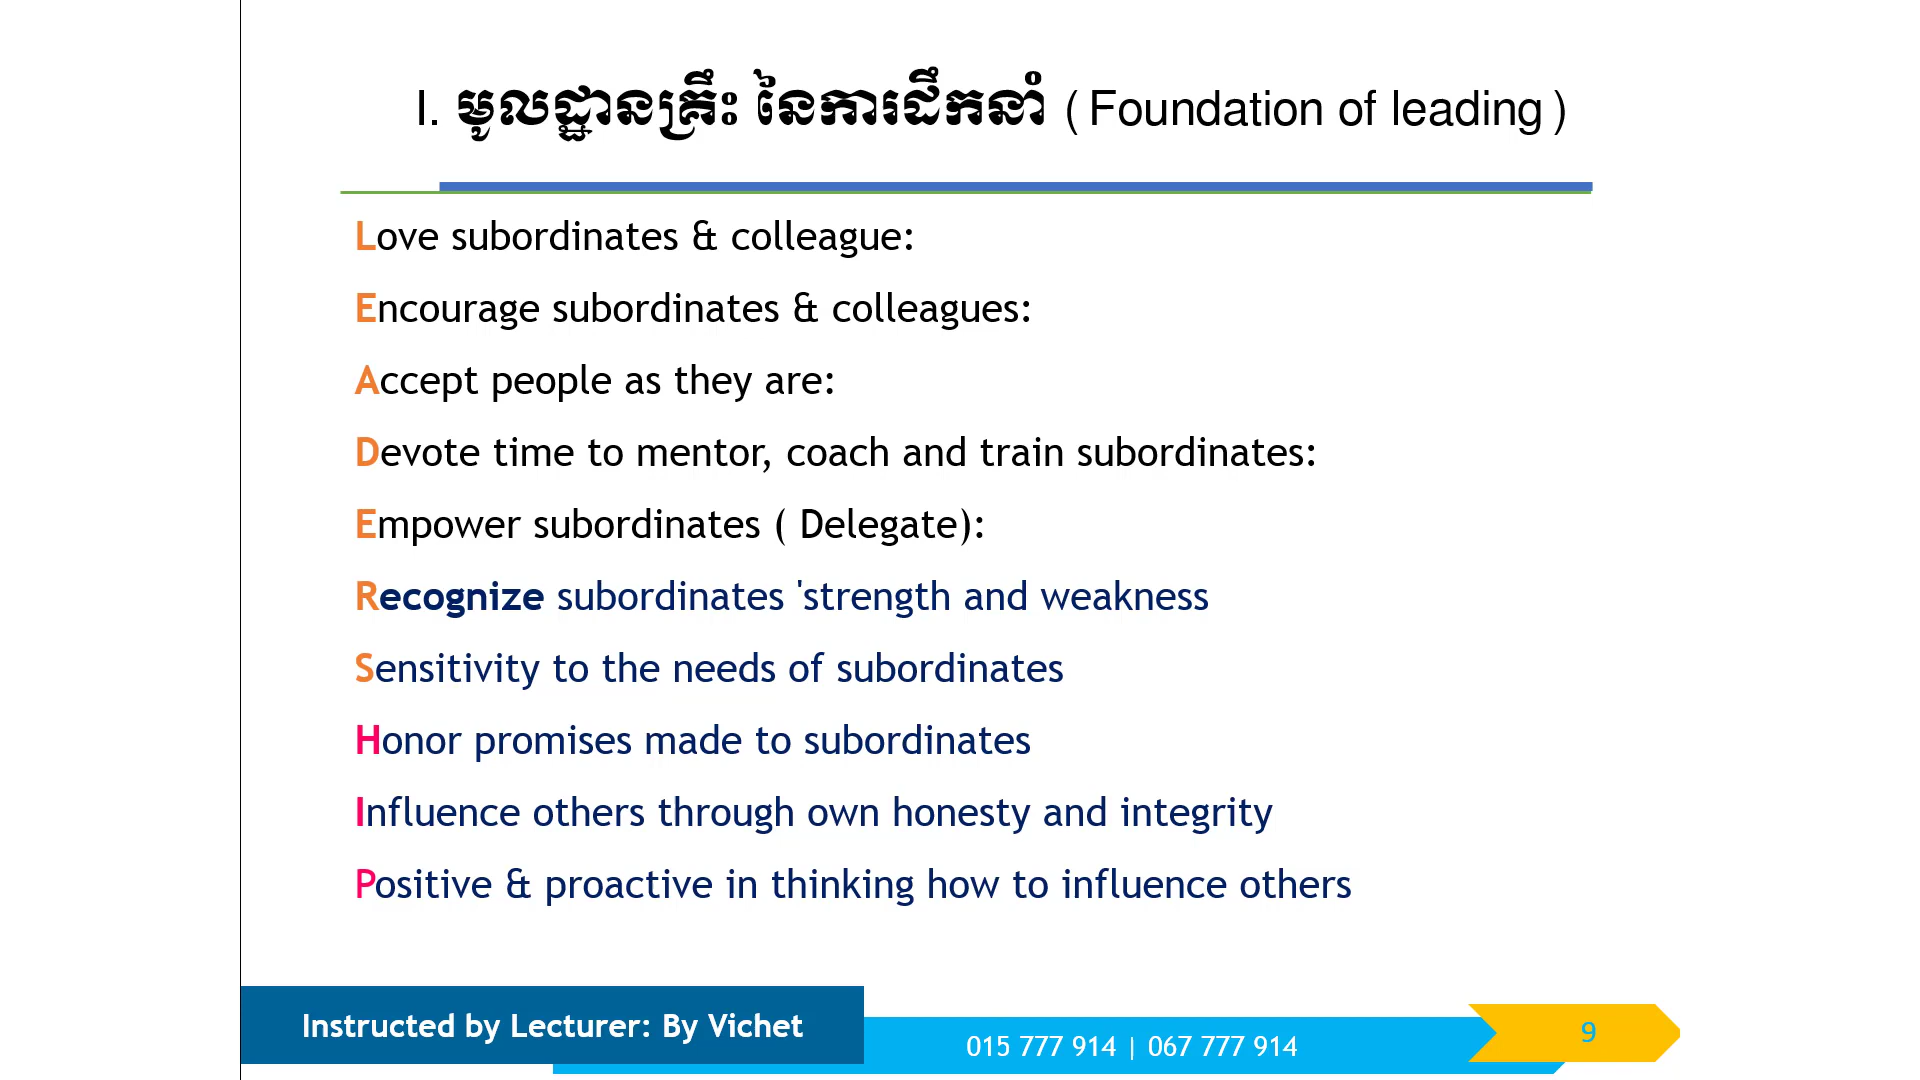 I. មូលដ្ឋានគ្រឹះ នៃការដឹកនាំ (Foundation of leading)
Love subordinates & colleague:
Encourage subordinates & colleagues:
Accept people as they are:
Devote time to mentor, coach and train subordinates:
Empower subordinates ( Delegate):
Recognize subordinates 'strength and weakness
Sensitivity to the needs of subordinates
Honor promises made to subordinates
Influence others through own honesty and integrity
Positive & proactive in thinking how to influence others
Instructed by Lecturer: By Vichet
015 777 914 | 067 777 914
9